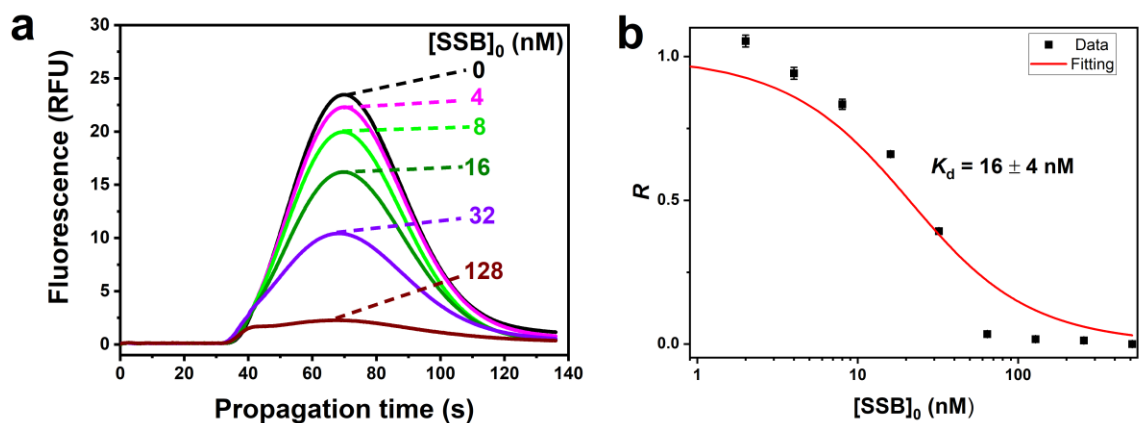 a
[SSB]₀ (nM)
0
4
8
16
32
128
30
25
20
15
10
5
0
0 20 40 60 80 100 120 140
Fluorescence (RFU)
Propagation time (s)
b
Data
Fitting
K_d = 16 ± 4 nM
1.0
0.5
0.0
1 10 100
R
[SSB]₀ (nM)